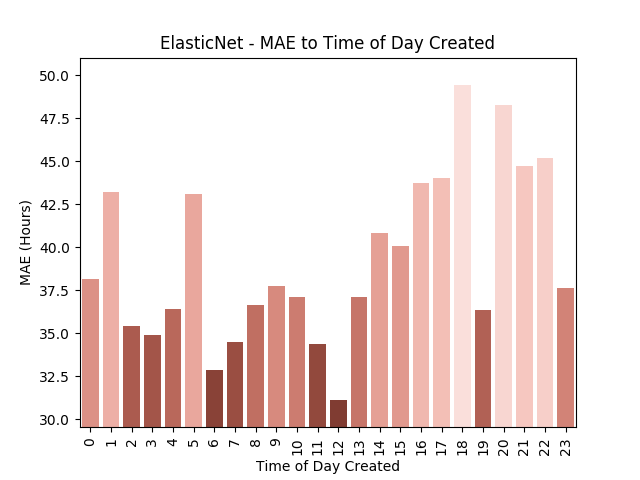 ElasticNet - MAE to Time of Day Created
50.0
47.5
45.0
42.5
40.0
37.5
35.0
32.5
30.0
MAE (Hours)
0 1 2 3 4 5 6 7 8 9 10 11 12 13 14 15 16 17 18 19 20 21 22 23
Time of Day Created